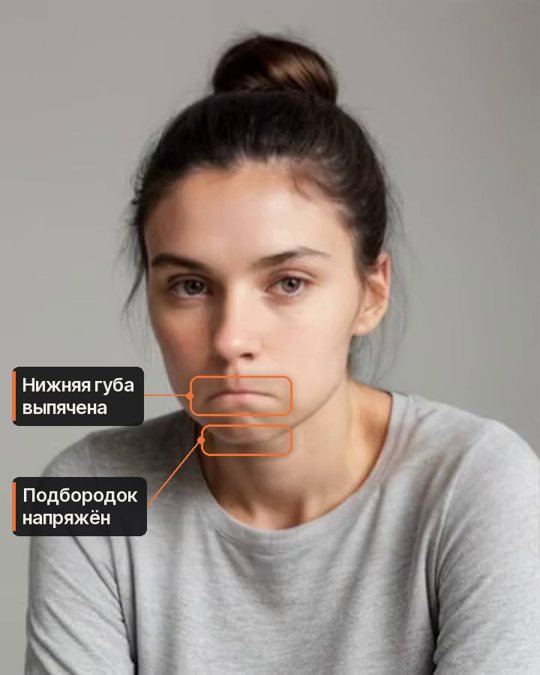 Нижняя губа
выпячена
Подбородок
напряжён